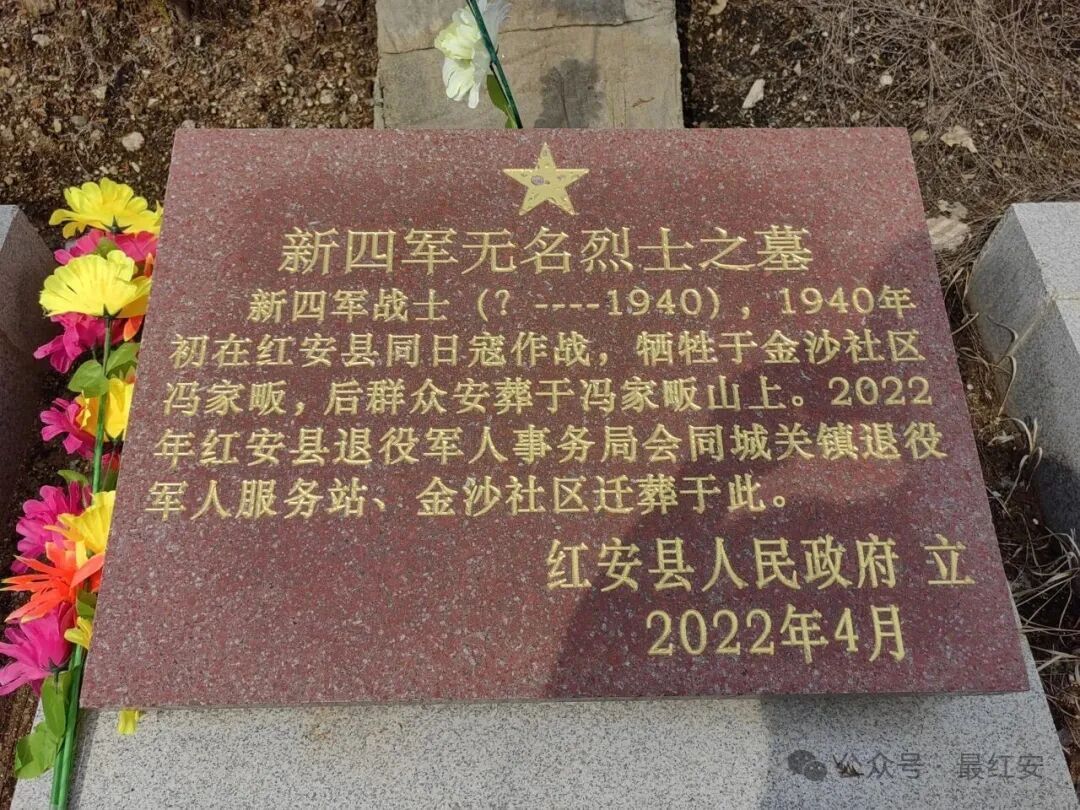 新四军无名烈士之墓
新四军战士（？----1940），1940年
初在红安县同日寇作战，牺牲于金沙社区
冯家畈，后群众安葬于冯家畈山上。2022
年红安县退役军人事务局会同城关镇退役
军人服务站、金沙社区迁葬于此。
红安县人民政府 立
2022年4月
公众号·最红安